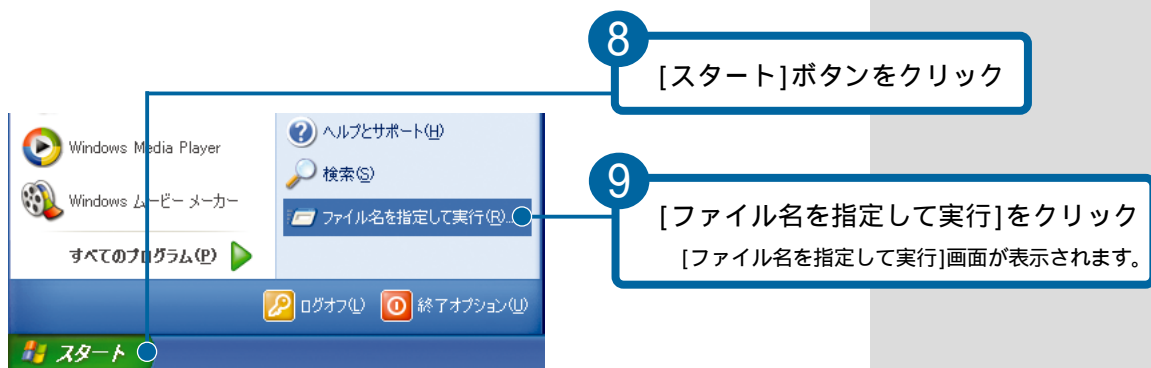 8
[スタート]ボタンをクリック
Windows Media Player
ヘルプとサポート(H)
検索(S)
Windows ムービー メーカー
ファイル名を指定して実行(R)...
すべてのプログラム(P)
9
[ファイル名を指定して実行]をクリック
[ファイル名を指定して実行]画面が表示されます。
ログオフ(L)
終了オプション(U)
スタート